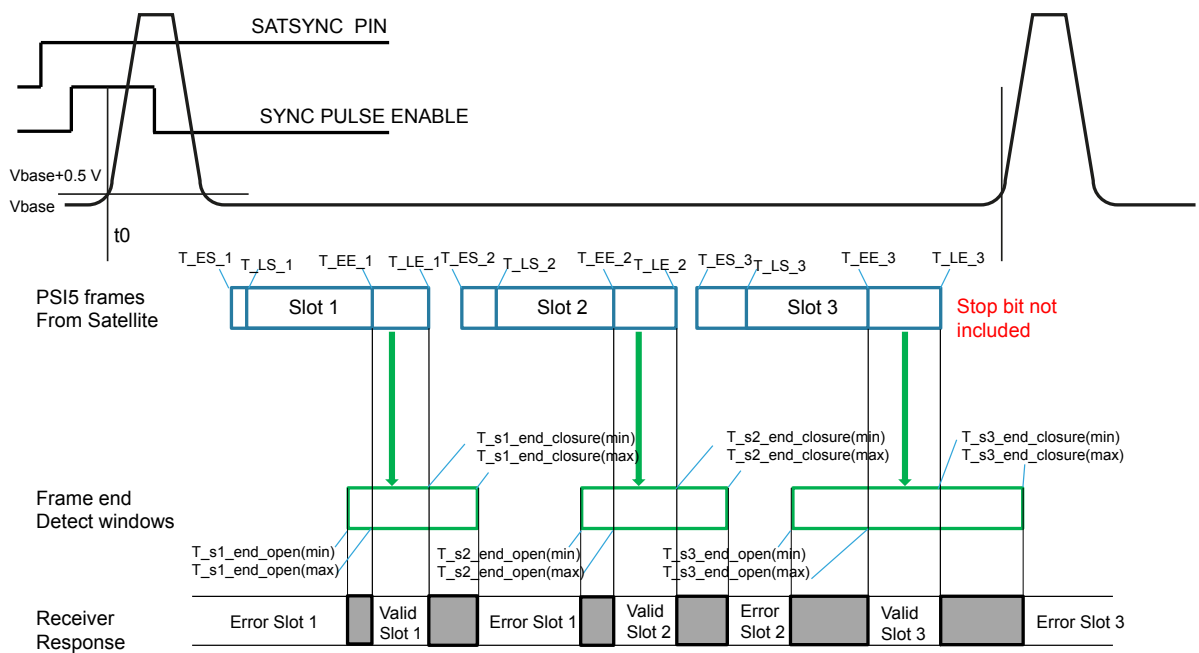 SATSYNC PIN
SYNC PULSE ENABLE
Vbase+0.5 V
Vbase
t0
T_ES_1
T_LS_1
T_EE_1
T_LE_1
T_ES_2
T_LS_2
T_EE_2
T_LE_2
T_ES_3
T_LS_3
T_EE_3
T_LE_3
PSI5 frames
From Satellite
Slot 1
Slot 2
Slot 3
Stop bit not
included
T_s1_end_closure(min)
T_s1_end_closure(max)
T_s2_end_closure(min)
T_s2_end_closure(max)
T_s3_end_closure(min)
T_s3_end_closure(max)
Frame end
Detect windows
T_s1_end_open(min)
T_s1_end_open(max)
T_s2_end_open(min)
T_s2_end_open(max)
T_s3_end_open(min)
T_s3_end_open(max)
Receiver
Response
Error Slot 1
Valid
Slot 1
Error Slot 1
Valid
Slot 2
Error
Slot 2
Valid
Slot 3
Error Slot 3